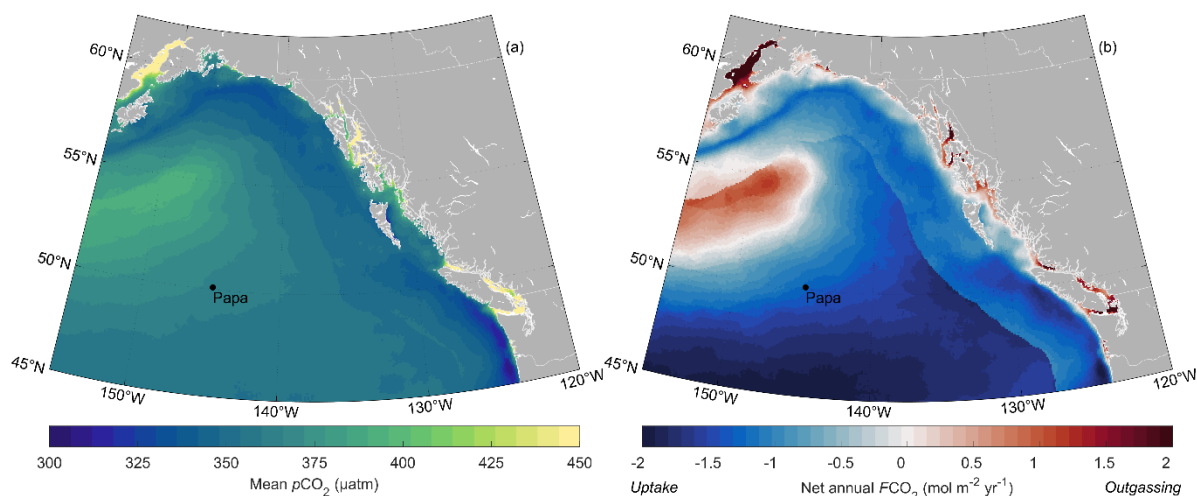 (a)
60°N
55°N
50°N
45°N
Papa
150°W
140°W
130°W
120°W
300 325 350 375 400 425 450
Mean pCO₂ (µatm)
(b)
60°N
55°N
50°N
45°N
Papa
150°W
140°W
130°W
120°W
-2 -1.5 -1 -0.5 0 0.5 1 1.5 2
Uptake Net annual FCO₂ (mol m⁻² yr⁻¹) Outgassing